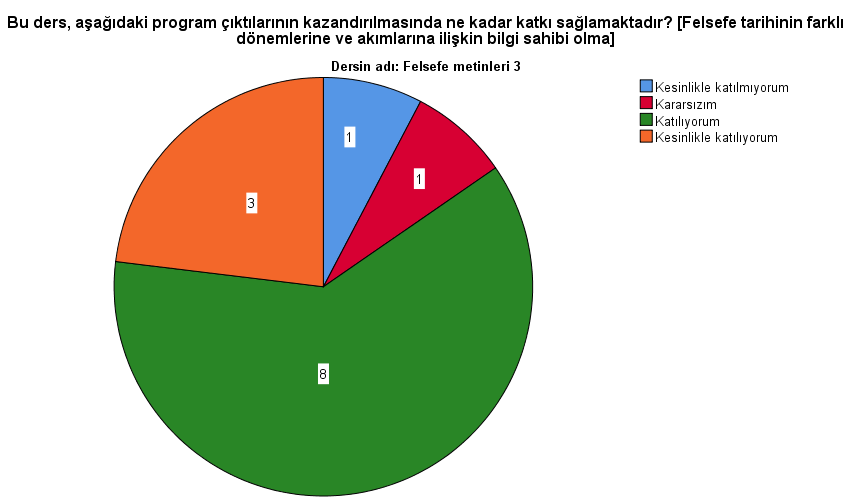 Bu ders, aşağıdaki program çıktılarının kazandırılmasında ne kadar katkı sağlamaktadır? [Felsefe tarihinin farklı
dönemlerine ve akımlarına ilişkin bilgi sahibi olma]
Dersin adı: Felsefe metinleri 3
Kesinlikle katılmıyorum
Kararsızım
Katılıyorum
Kesinlikle katılıyorum
1
1
3
8